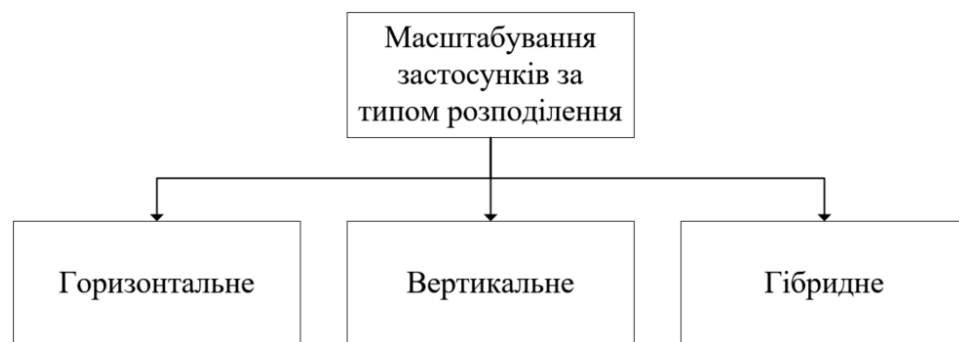 Масштабування
застосунків за
типом розподілення
Горизонтальне
Вертикальне
Гібридне